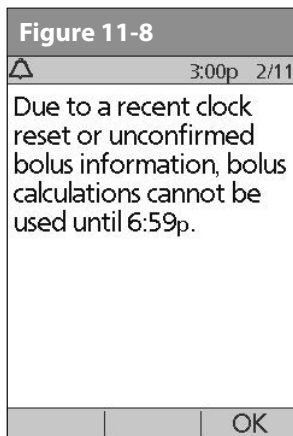 Figure 11-8
3:00p 2/11
Due to a recent clock
reset or unconfirmed
bolus information, bolus
calculations cannot be
used until 6:59p.
OK